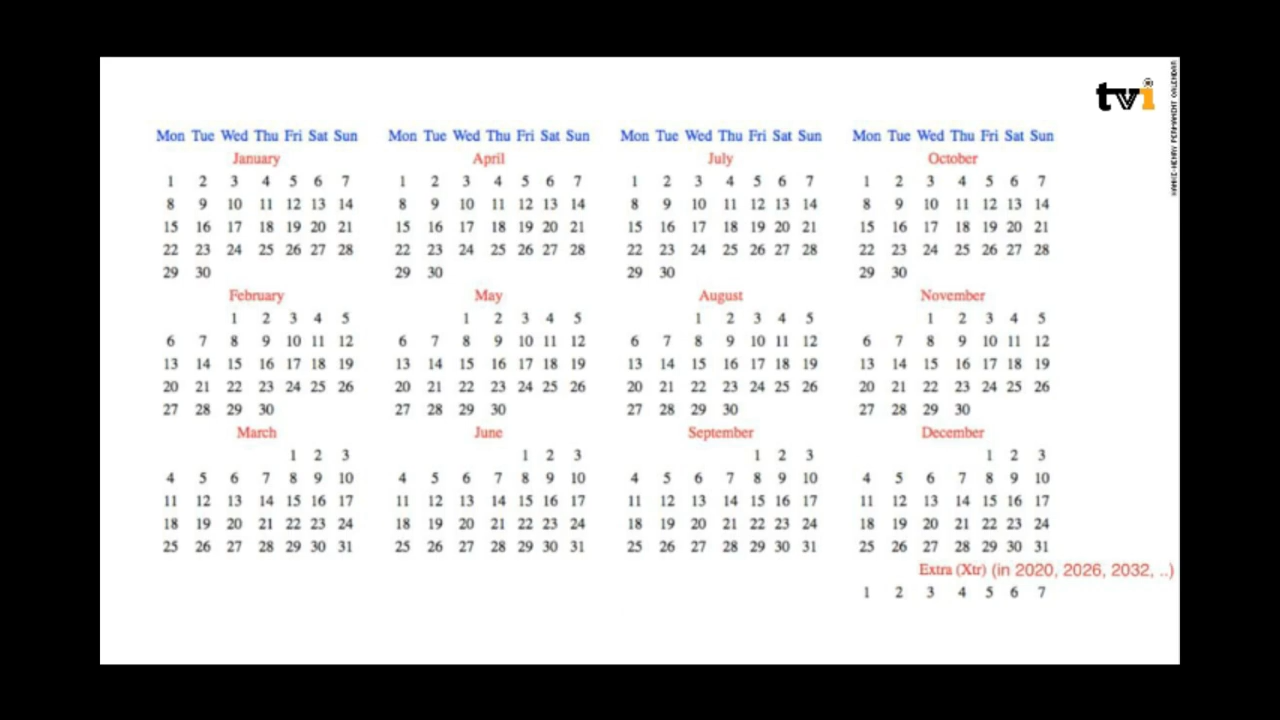 tvi
HANKE-HENRY PERMANENT CALENDAR
Mon Tue Wed Thu Fri Sat Sun
January
1 2 3 4 5 6 7
8 9 10 11 12 13 14
15 16 17 18 19 20 21
22 23 24 25 26 27 28
29 30
February
1 2 3 4 5
6 7 8 9 10 11 12
13 14 15 16 17 18 19
20 21 22 23 24 25 26
27 28 29 30
March
1 2 3
4 5 6 7 8 9 10
11 12 13 14 15 16 17
18 19 20 21 22 23 24
25 26 27 28 29 30 31
Mon Tue Wed Thu Fri Sat Sun
April
1 2 3 4 5 6 7
8 9 10 11 12 13 14
15 16 17 18 19 20 21
22 23 24 25 26 27 28
29 30
May
1 2 3 4 5
6 7 8 9 10 11 12
13 14 15 16 17 18 19
20 21 22 23 24 25 26
27 28 29 30
June
1 2 3
4 5 6 7 8 9 10
11 12 13 14 15 16 17
18 19 20 21 22 23 24
25 26 27 28 29 30 31
Mon Tue Wed Thu Fri Sat Sun
July
1 2 3 4 5 6 7
8 9 10 11 12 13 14
15 16 17 18 19 20 21
22 23 24 25 26 27 28
29 30
August
1 2 3 4 5
6 7 8 9 10 11 12
13 14 15 16 17 18 19
20 21 22 23 24 25 26
27 28 29 30
September
1 2 3
4 5 6 7 8 9 10
11 12 13 14 15 16 17
18 19 20 21 22 23 24
25 26 27 28 29 30 31
Mon Tue Wed Thu Fri Sat Sun
October
1 2 3 4 5 6 7
8 9 10 11 12 13 14
15 16 17 18 19 20 21
22 23 24 25 26 27 28
29 30
November
1 2 3 4 5
6 7 8 9 10 11 12
13 14 15 16 17 18 19
20 21 22 23 24 25 26
27 28 29 30
December
1 2 3
4 5 6 7 8 9 10
11 12 13 14 15 16 17
18 19 20 21 22 23 24
25 26 27 28 29 30 31
Extra (Xtr) (in 2020, 2026, 2032, ..)
1 2 3 4 5 6 7